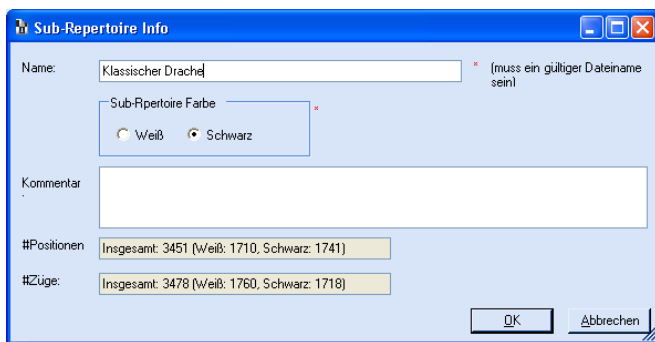 Sub-Repertoire Info
Name:
Klassischer Drache
* (muss ein gültiger Dateiname
sein)
Sub-Rpertoire Farbe *
Weiß Schwarz
Kommentar
:
#Positionen
Insgesamt: 3451 (Weiß: 1710, Schwarz: 1741)
#Züge:
Insgesamt: 3478 (Weiß: 1760, Schwarz: 1718)
OK Abbrechen